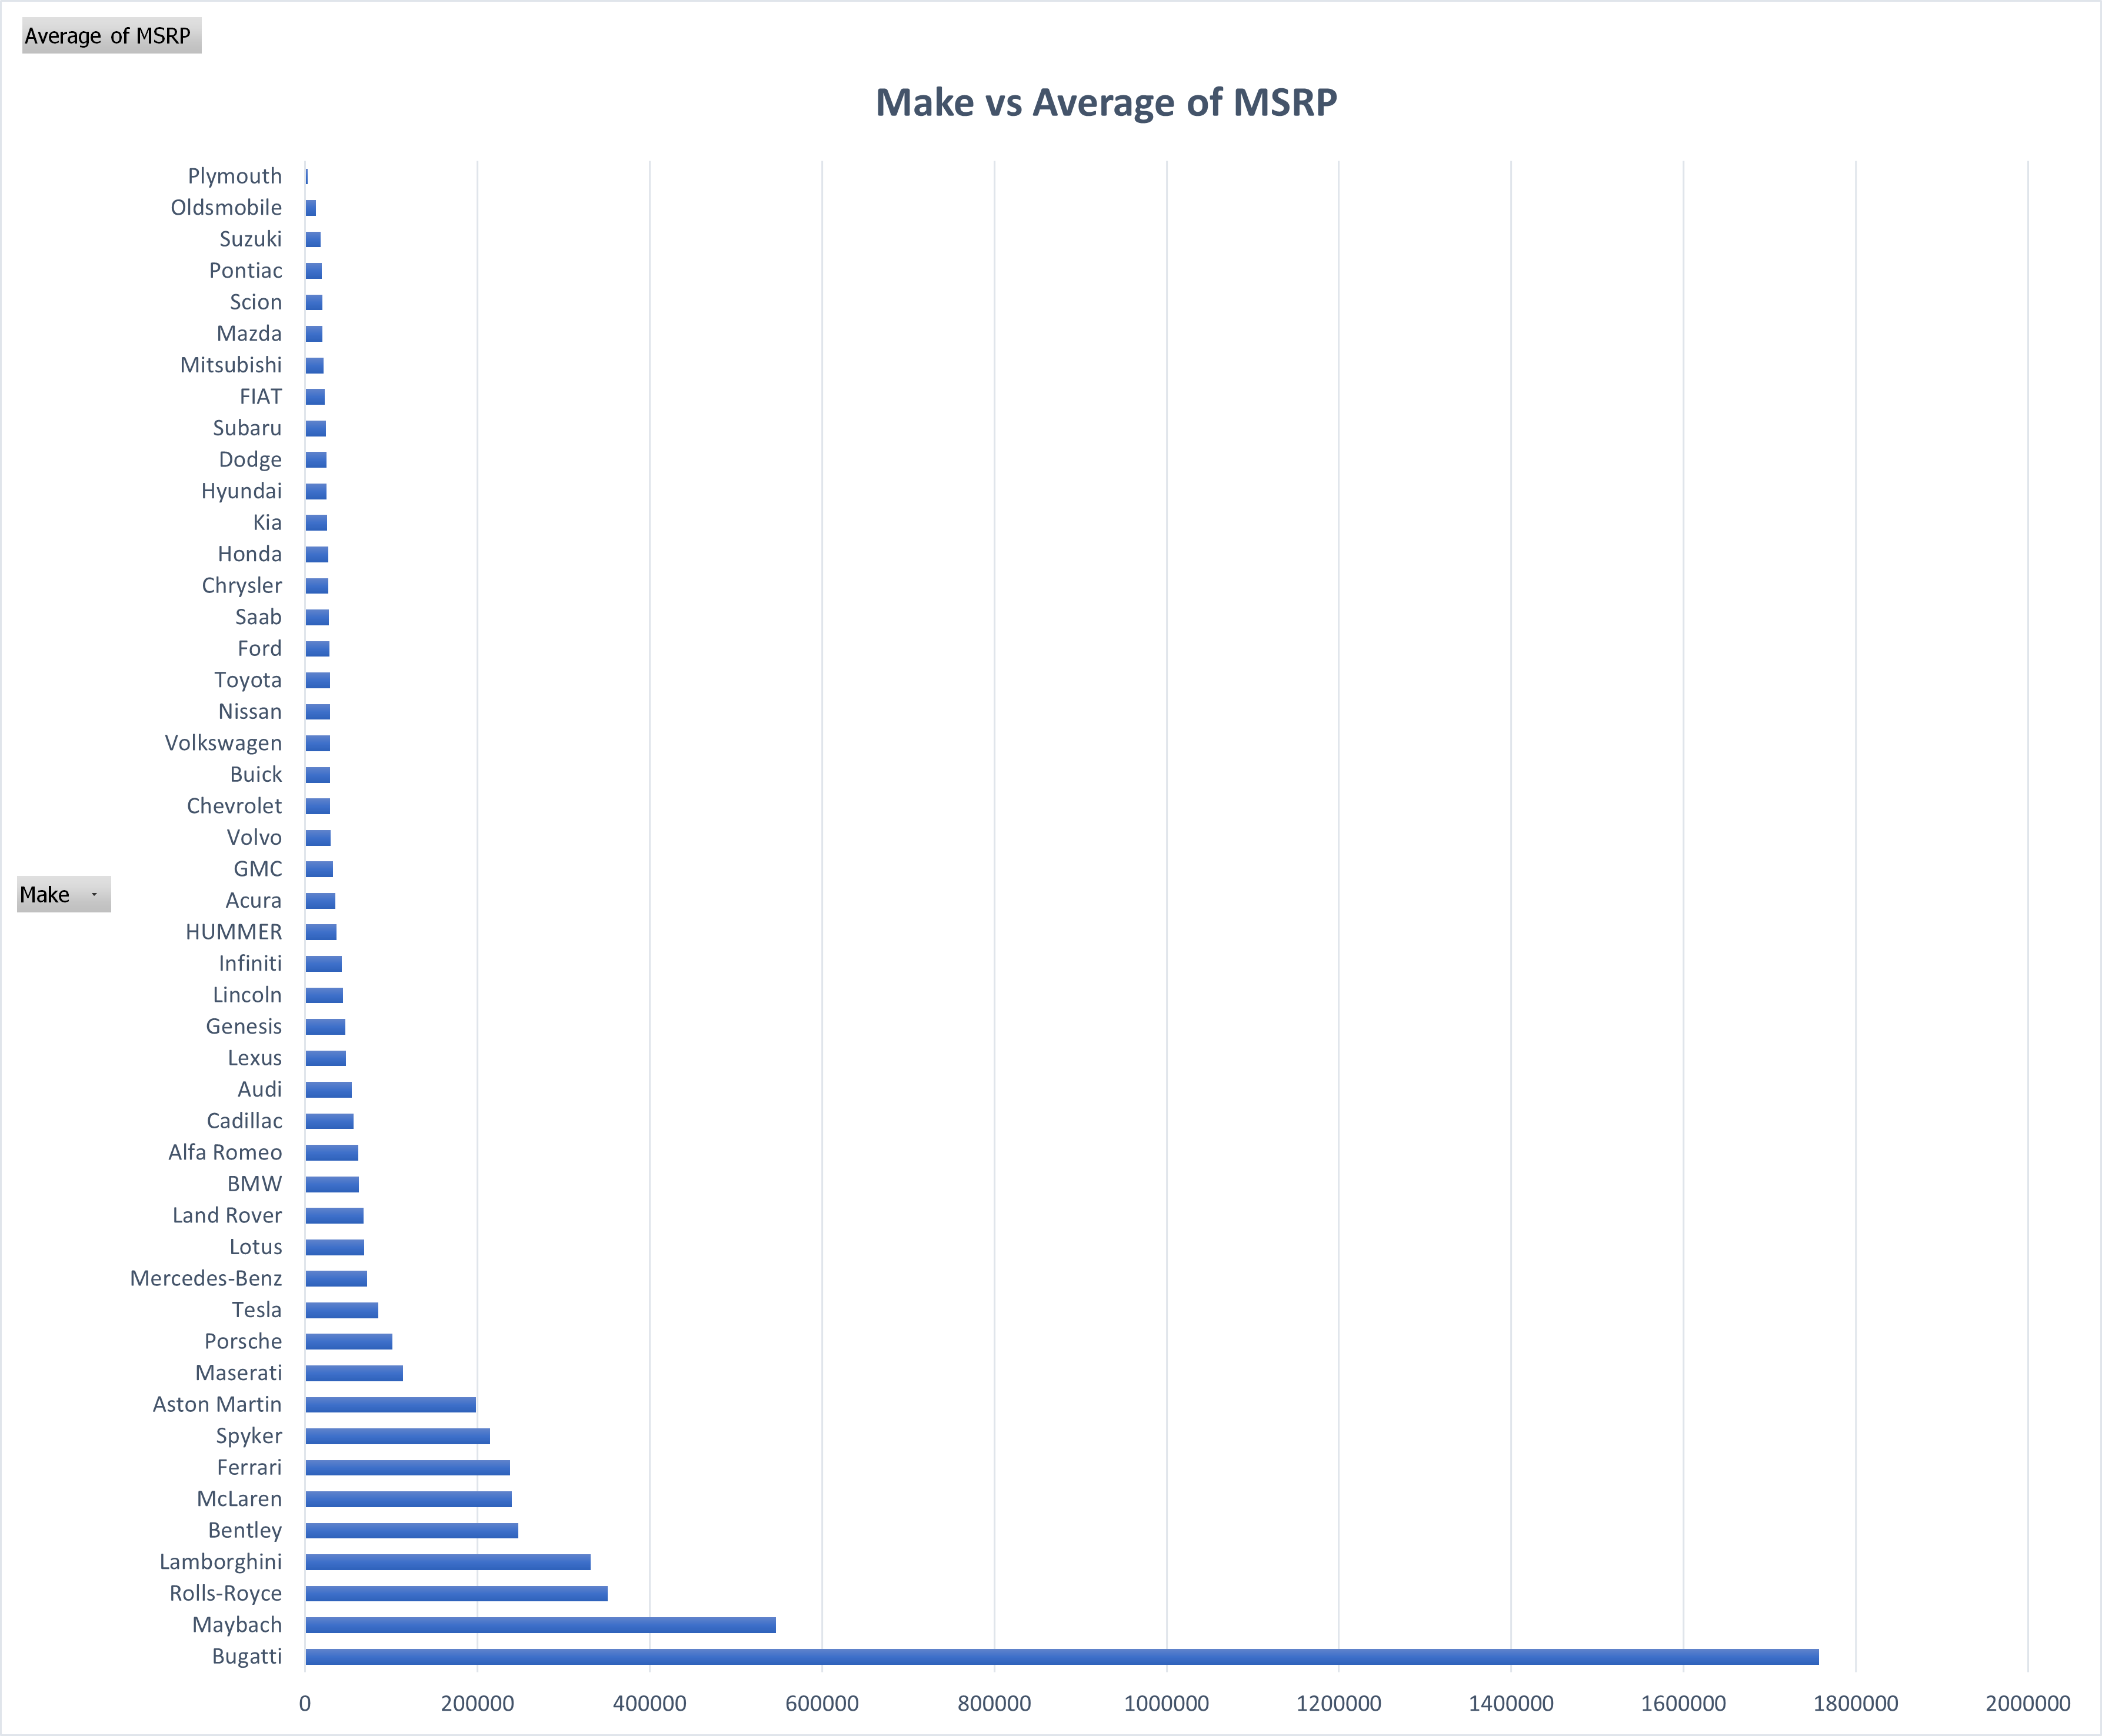 Average of MSRP
Make vs Average of MSRP
Plymouth
Oldsmobile
Suzuki
Pontiac
Scion
Mazda
Mitsubishi
FIAT
Subaru
Dodge
Hyundai
Kia
Honda
Chrysler
Saab
Ford
Toyota
Nissan
Volkswagen
Buick
Chevrolet
Volvo
GMC
Make
Acura
HUMMER
Infiniti
Lincoln
Genesis
Lexus
Audi
Cadillac
Alfa Romeo
BMW
Land Rover
Lotus
Mercedes-Benz
Tesla
Porsche
Maserati
Aston Martin
Spyker
Ferrari
McLaren
Bentley
Lamborghini
Rolls-Royce
Maybach
Bugatti
0 200000 400000 600000 800000 1000000 1200000 1400000 1600000 1800000 2000000